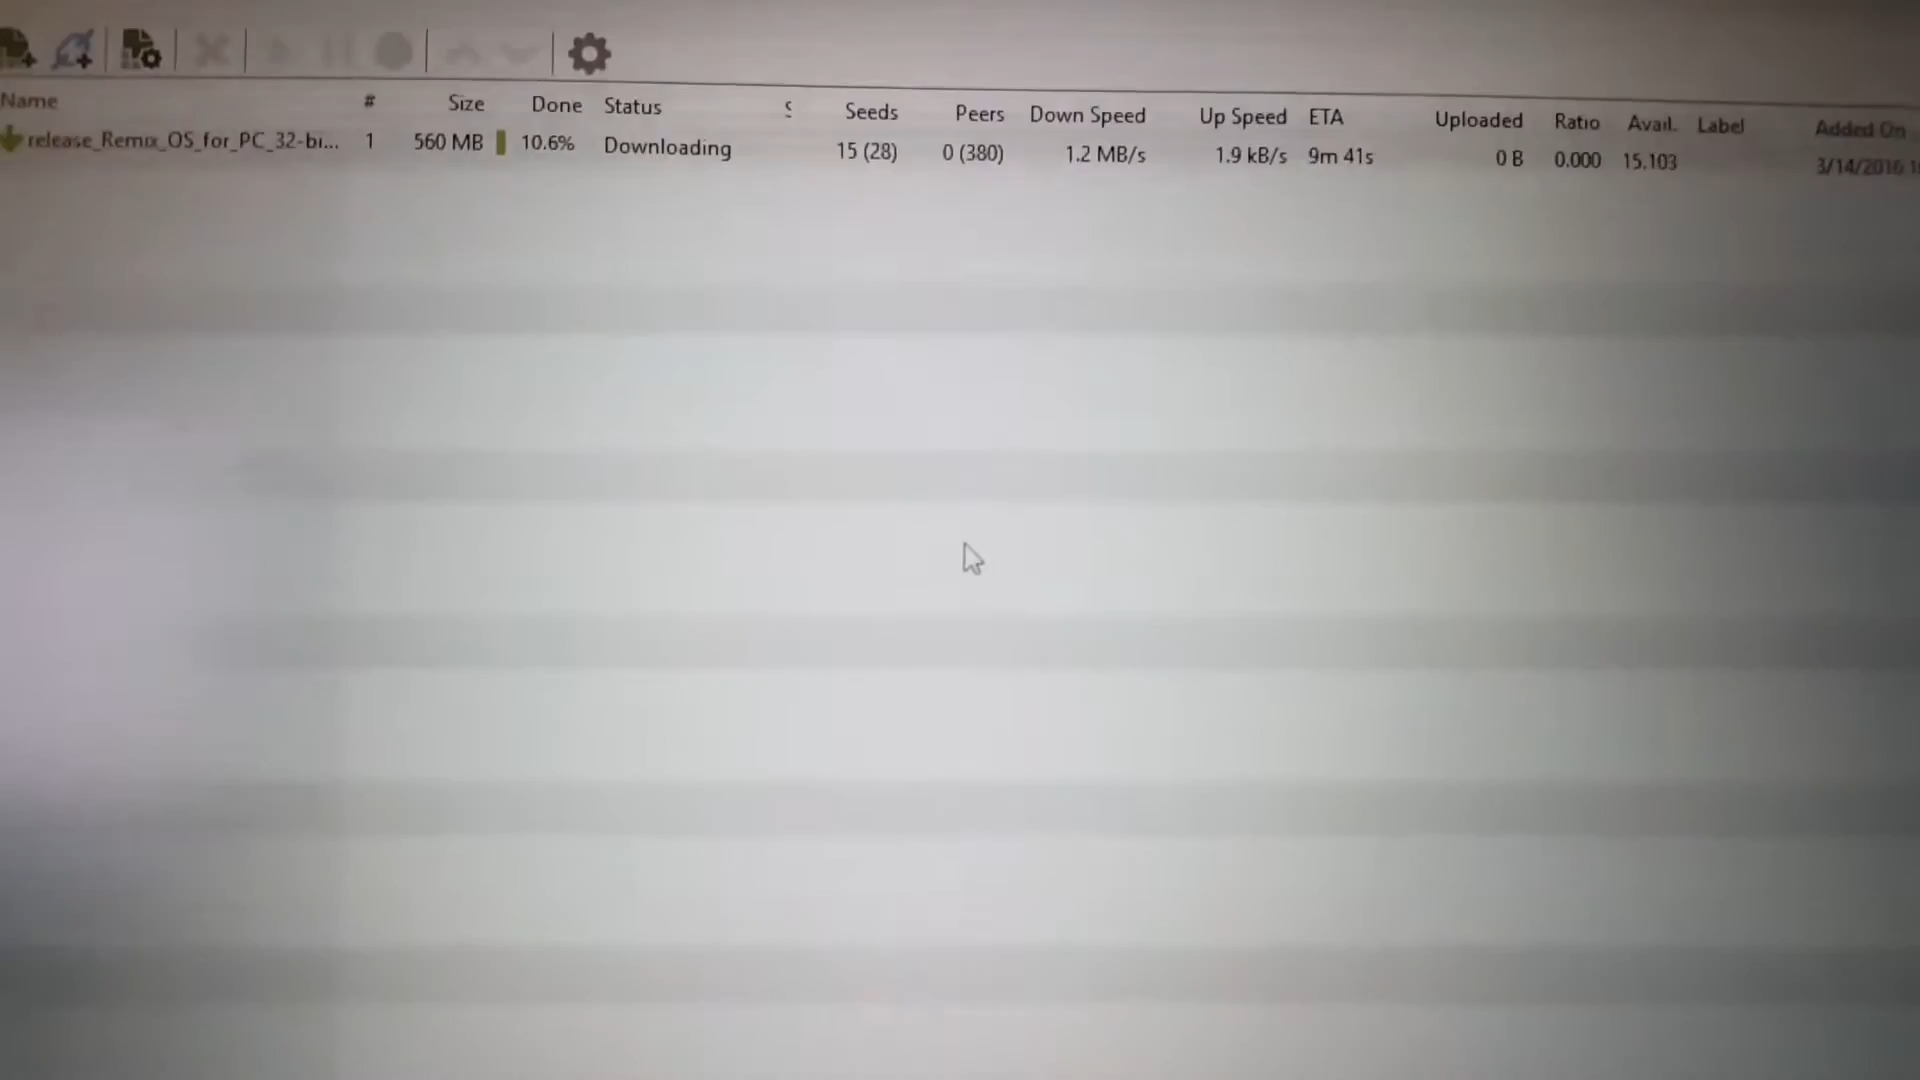 Name # Size Done Status Seeds Peers Down Speed Up Speed ETA Uploaded Ratio Avail. Label Added On
release_Remix_OS_for_PC_32-bi... 1 560 MB 10.6% Downloading 15 (28) 0 (380) 1.2 MB/s 1.9 kB/s 9m 41s 0 B 0.000 15.103 3/14/2016